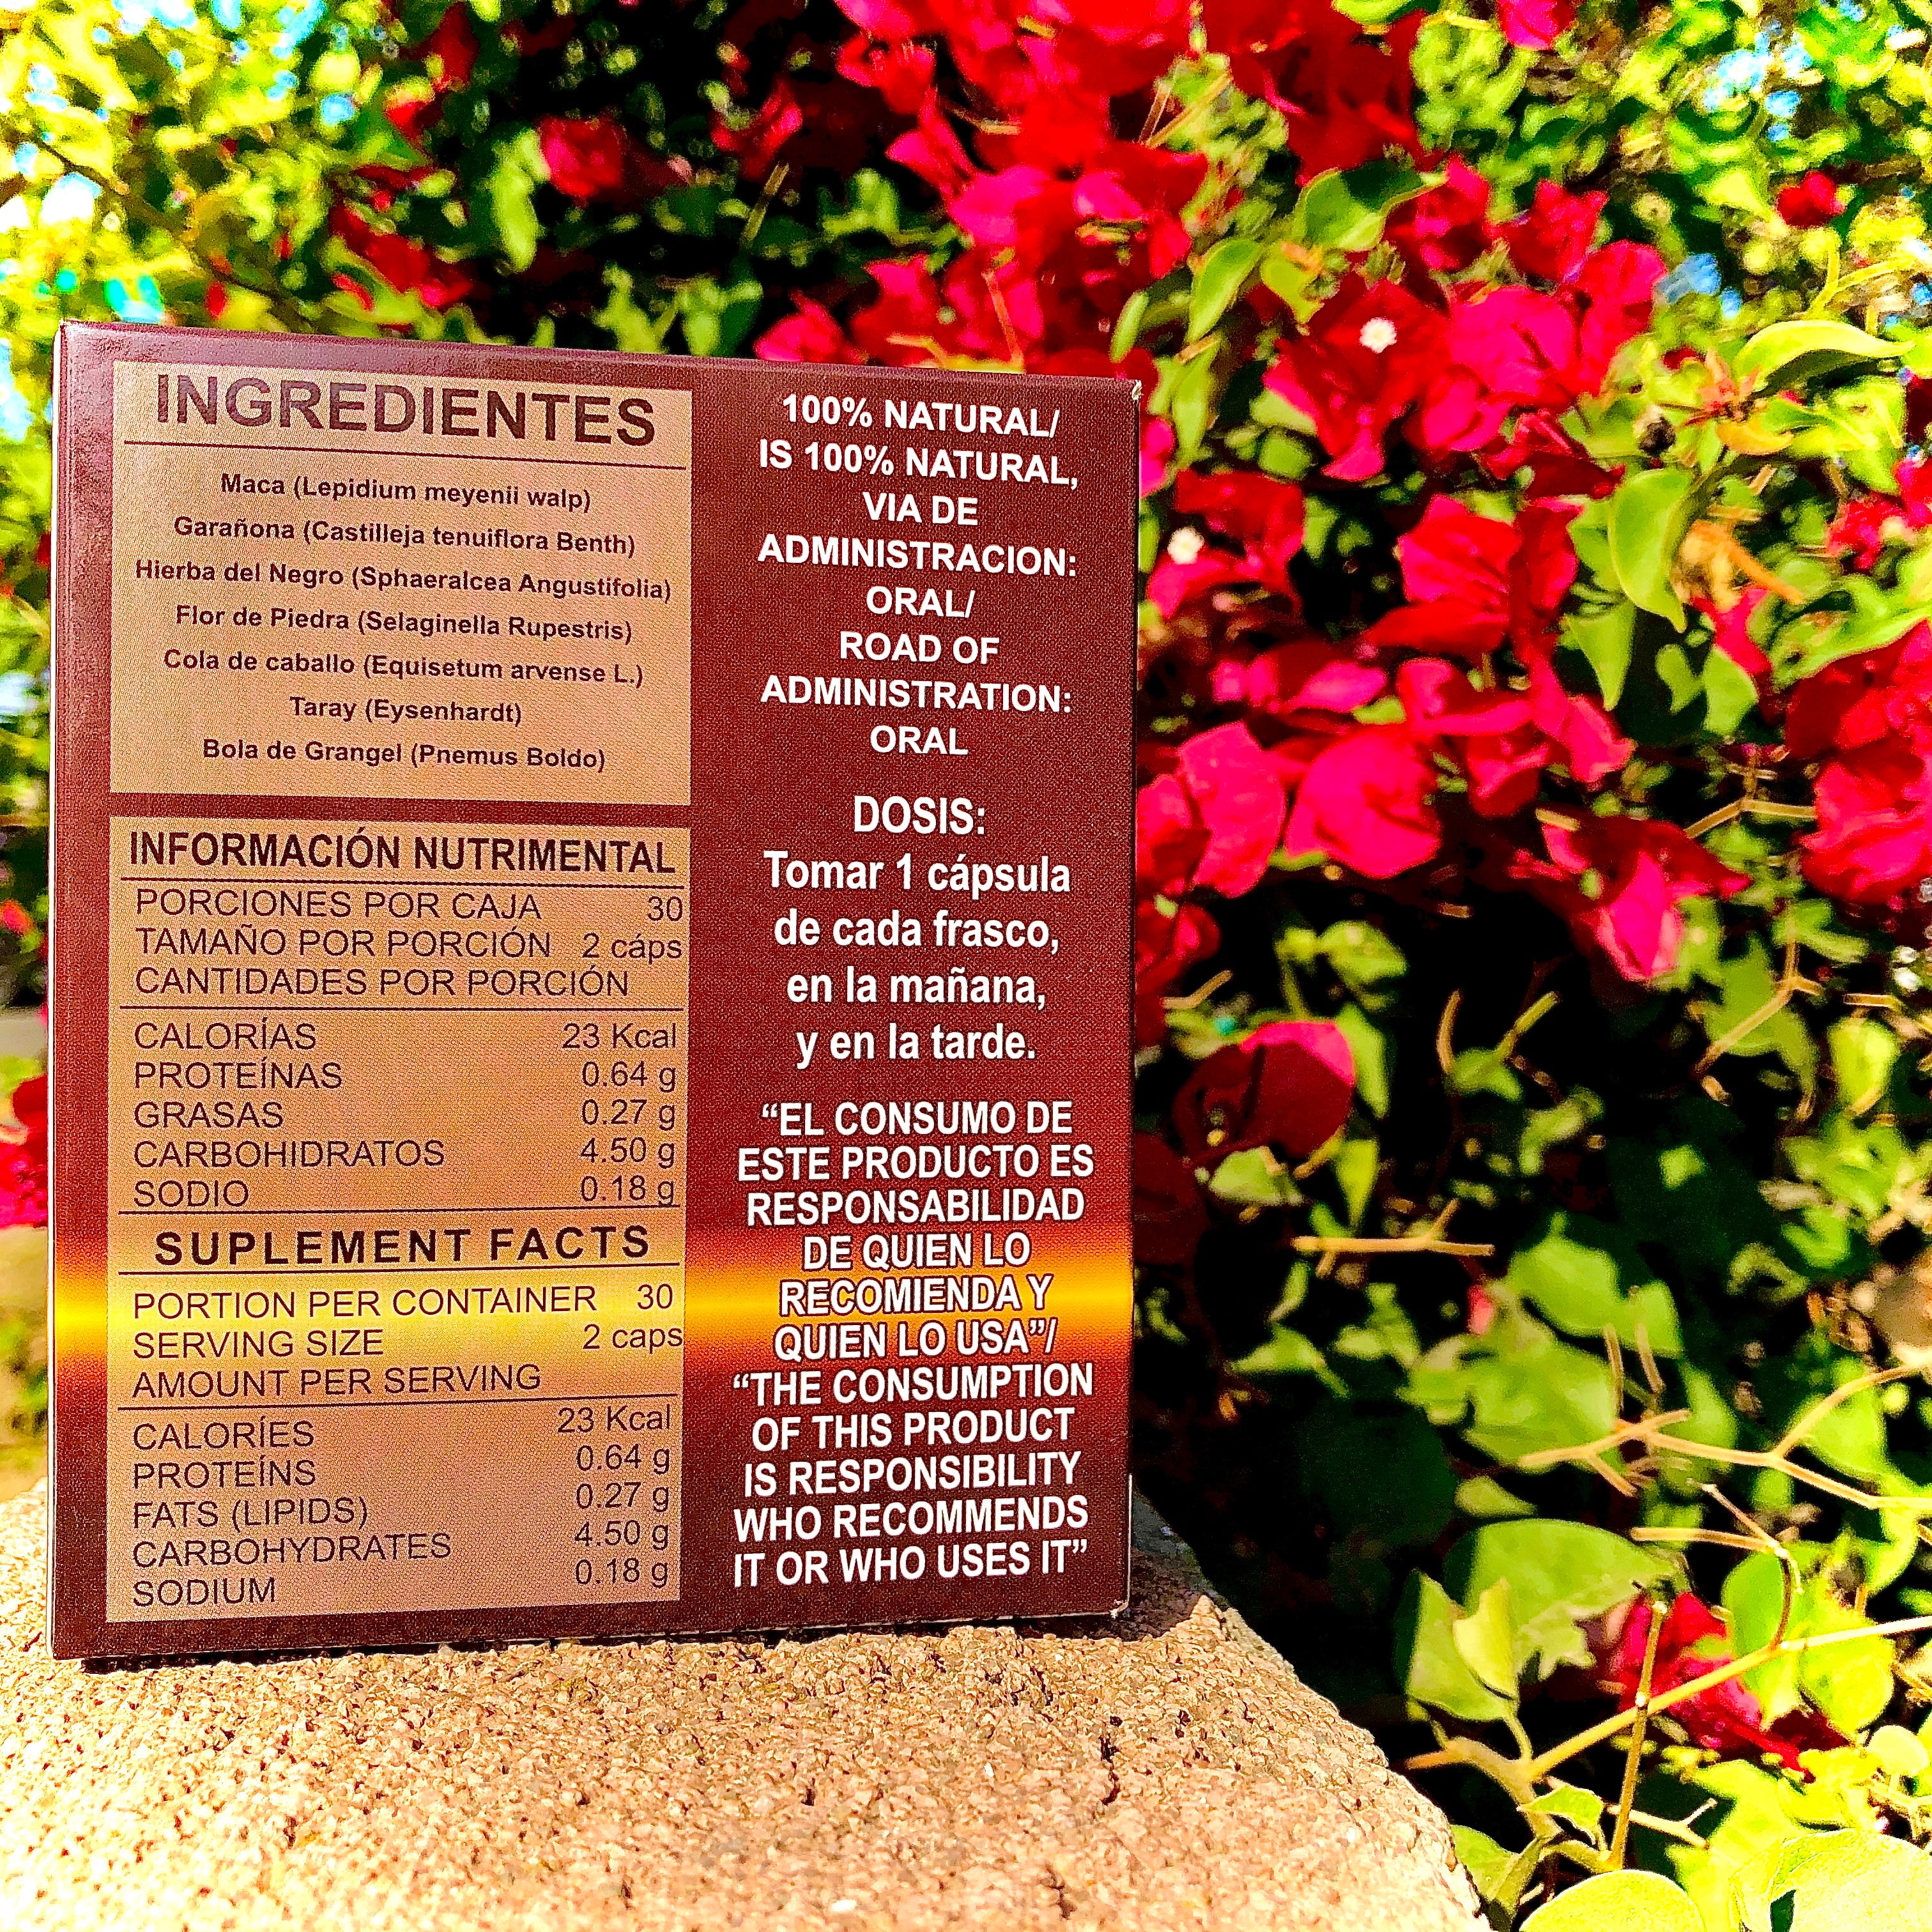 INGREDIENTES
Maca (Lepidium meyenii walp)
Garañona (Castilleja tenuiflora Benth)
Hierba del Negro (Sphaeralcea Angustifolia)
Flor de Piedra (Selaginella Rupestris)
Cola de caballo (Equisetum arvense L.)
Taray (Eysenhardt)
Bola de Grangel (Pnemus Boldo)
INFORMACIÓN NUTRIMENTAL
PORCIONES POR CAJA 30
TAMAÑO POR PORCIÓN 2 cáps
CANTIDADES POR PORCIÓN
CALORÍAS 23 Kcal
PROTEÍNAS 0.64 g
GRASAS 0.27 g
CARBOHIDRATOS 4.50 g
SODIO 0.18 g
SUPLEMENT FACTS
PORTION PER CONTAINER 30
SERVING SIZE 2 caps
AMOUNT PER SERVING
CALORÍES 23 Kcal
PROTEÍNS 0.64 g
FATS (LIPIDS) 0.27 g
CARBOHYDRATES 4.50 g
SODIUM 0.18 g
100% NATURAL/
IS 100% NATURAL,
VIA DE
ADMINISTRACION:
ORAL/
ROAD OF
ADMINISTRATION:
ORAL
DOSIS:
Tomar 1 cápsula
de cada frasco,
en la mañana,
y en la tarde.
“EL CONSUMO DE
ESTE PRODUCTO ES
RESPONSABILIDAD
DE QUIEN LO
RECOMIENDA Y
QUIEN LO USA”/
“THE CONSUMPTION
OF THIS PRODUCT
IS RESPONSIBILITY
WHO RECOMMENDS
IT OR WHO USES IT”